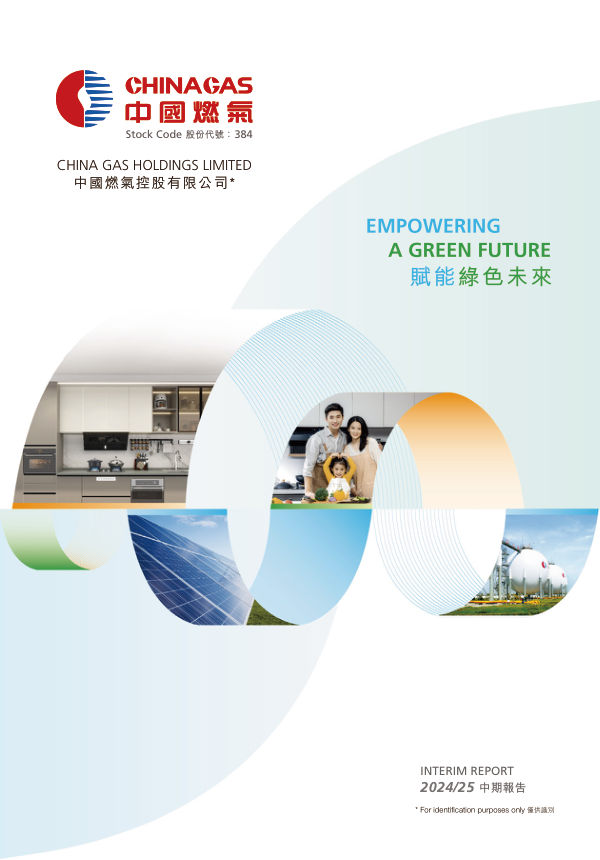 CHINAGAS
中國燃氣
Stock Code 股份代號：384
CHINA GAS HOLDINGS LIMITED
中國燃氣控股有限公司*
EMPOWERING
A GREEN FUTURE
賦能綠色未來
INTERIM REPORT
2024/25 中期報告
* For identification purposes only 僅供識別